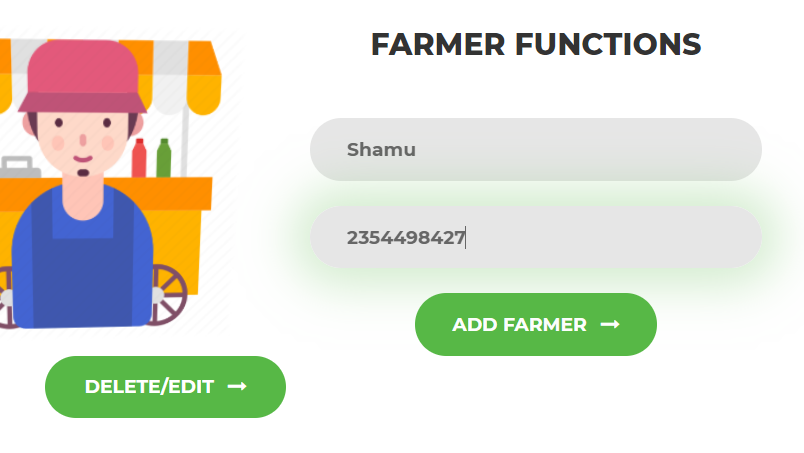 FARMER FUNCTIONS
Shamu
2354498427
ADD FARMER
DELETE/EDIT